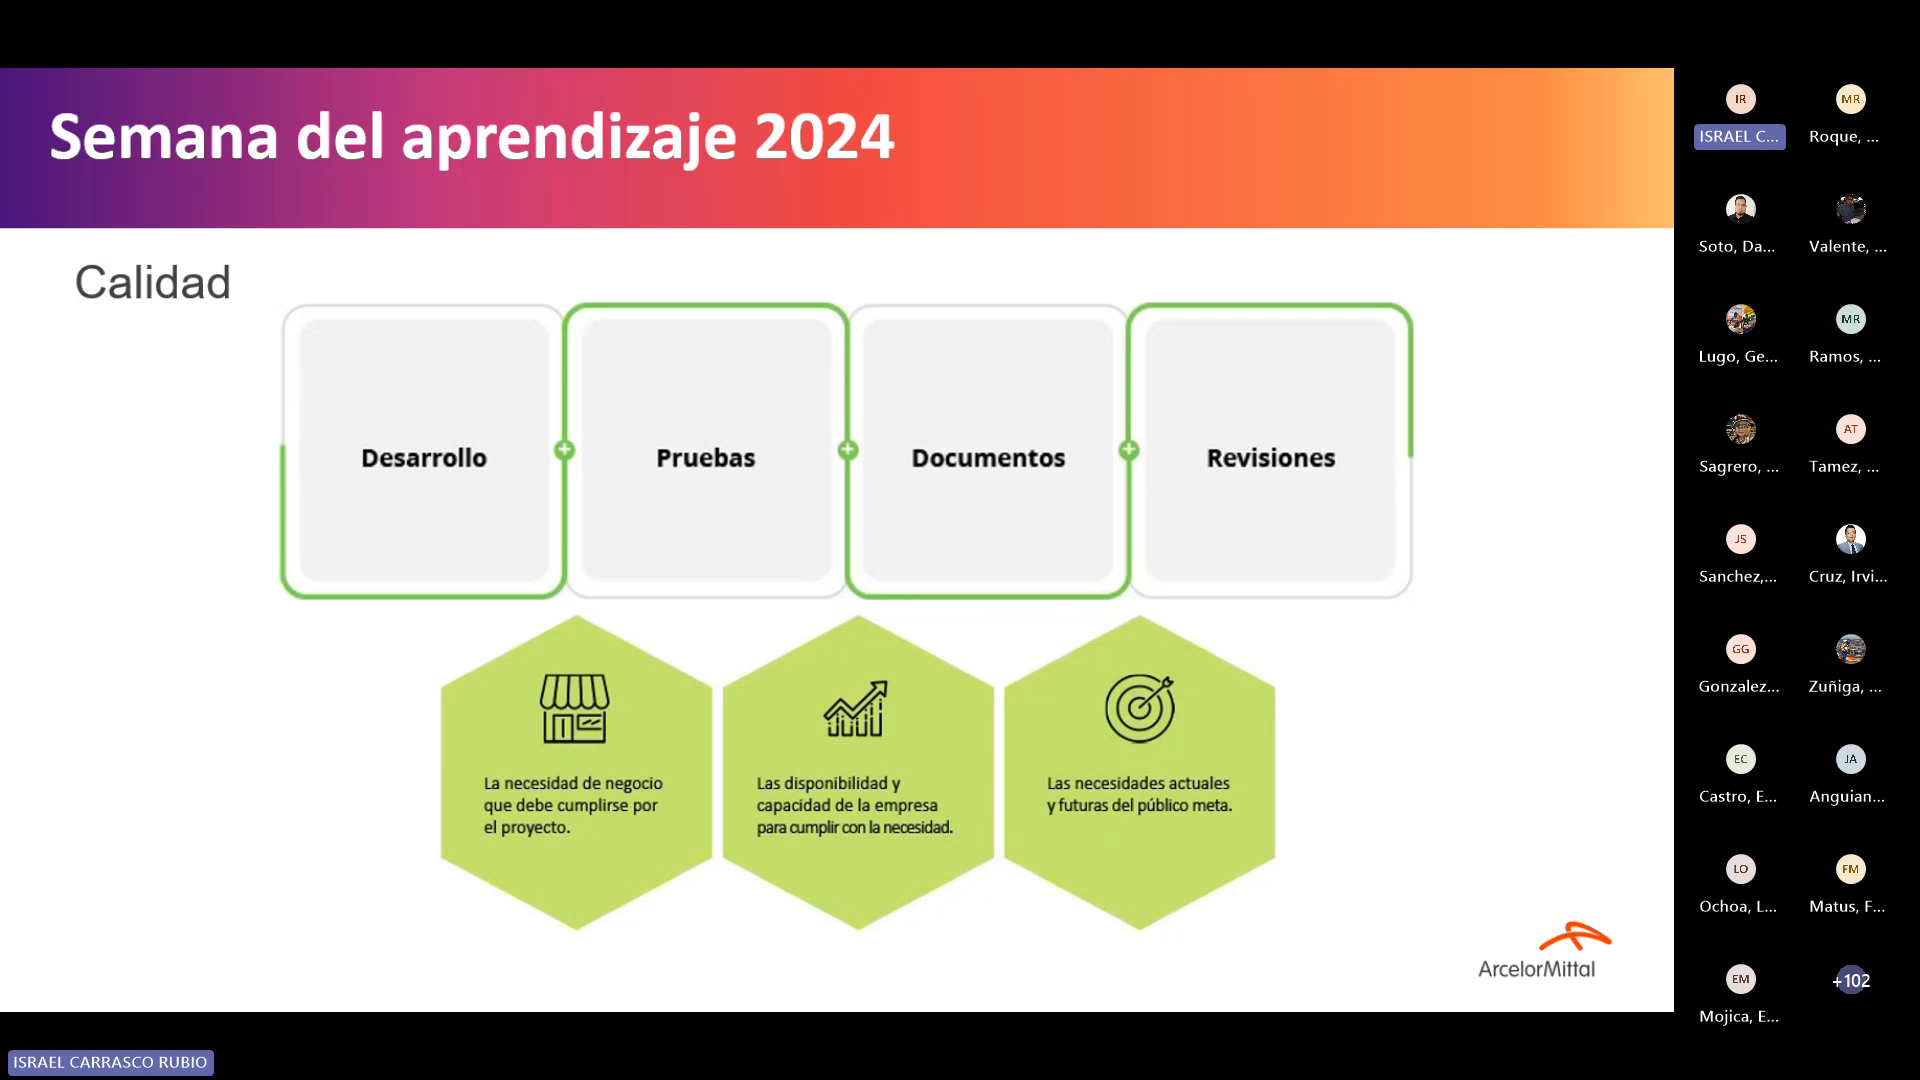 Semana del aprendizaje 2024
Calidad
Desarrollo
Pruebas
Documentos
Revisiones
La necesidad de negocio
que debe cumplirse por
el proyecto.
Las disponibilidad y
capacidad de la empresa
para cumplir con la necesidad.
Las necesidades actuales
y futuras del público meta.
ArcelorMittal
ISRAEL CARRASCO RUBIO
IR
ISRAEL C...
MR
Roque, ...
Soto, Da...
Valente, ...
Lugo, Ge...
MR
Ramos, ...
Sagrero, ...
AT
Tamez, ...
JS
Sanchez,...
Cruz, Irvi...
GG
Gonzalez...
Zuñiga, ...
EC
Castro, E...
JA
Anguian...
LO
Ochoa, L...
FM
Matus, F...
EM
Mojica, E...
+102